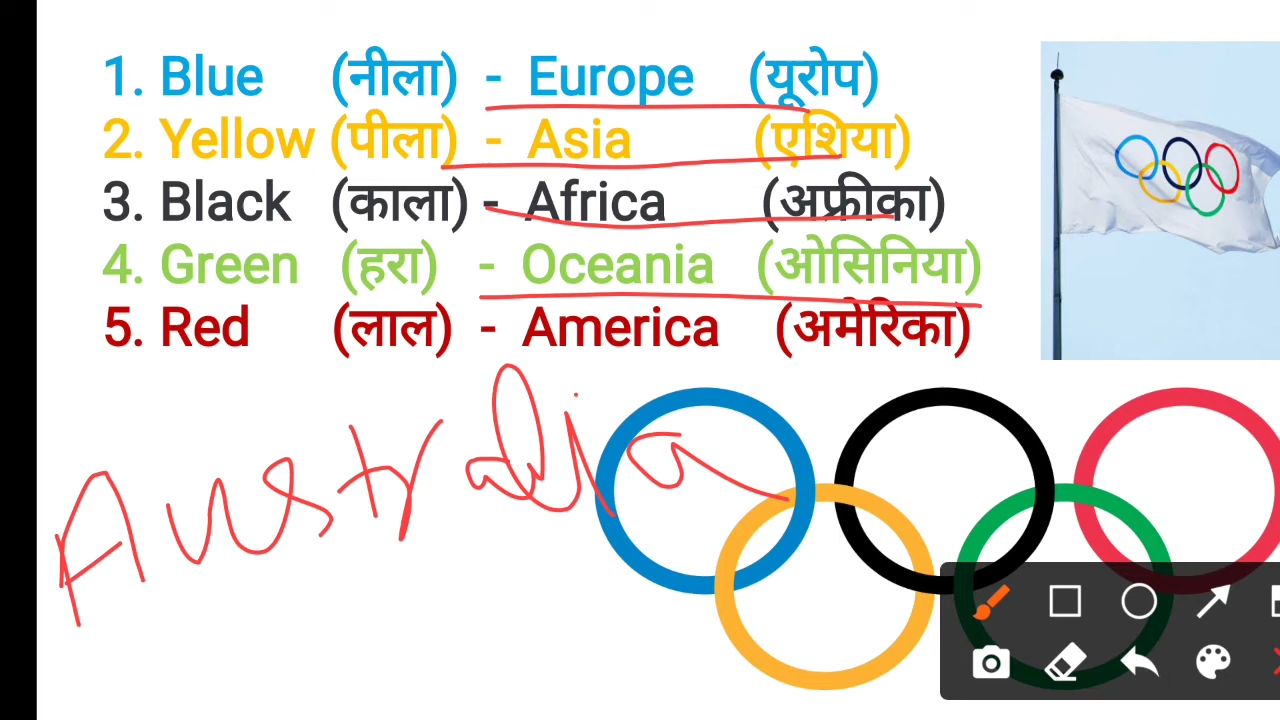 1. Blue (नीला) - Europe (यूरोप)
2. Yellow (पीला) - Asia (एशिया)
3. Black (काला) - Africa (अफ्रीका)
4. Green (हरा) - Oceania (ओसिनिया)
5. Red (लाल) - America (अमेरिका)
Australia